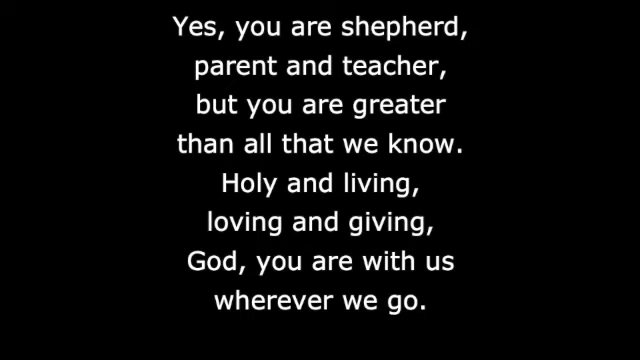 Yes, you are shepherd,
parent and teacher,
but you are greater
than all that we know.
Holy and living,
loving and giving,
God, you are with us
wherever we go.